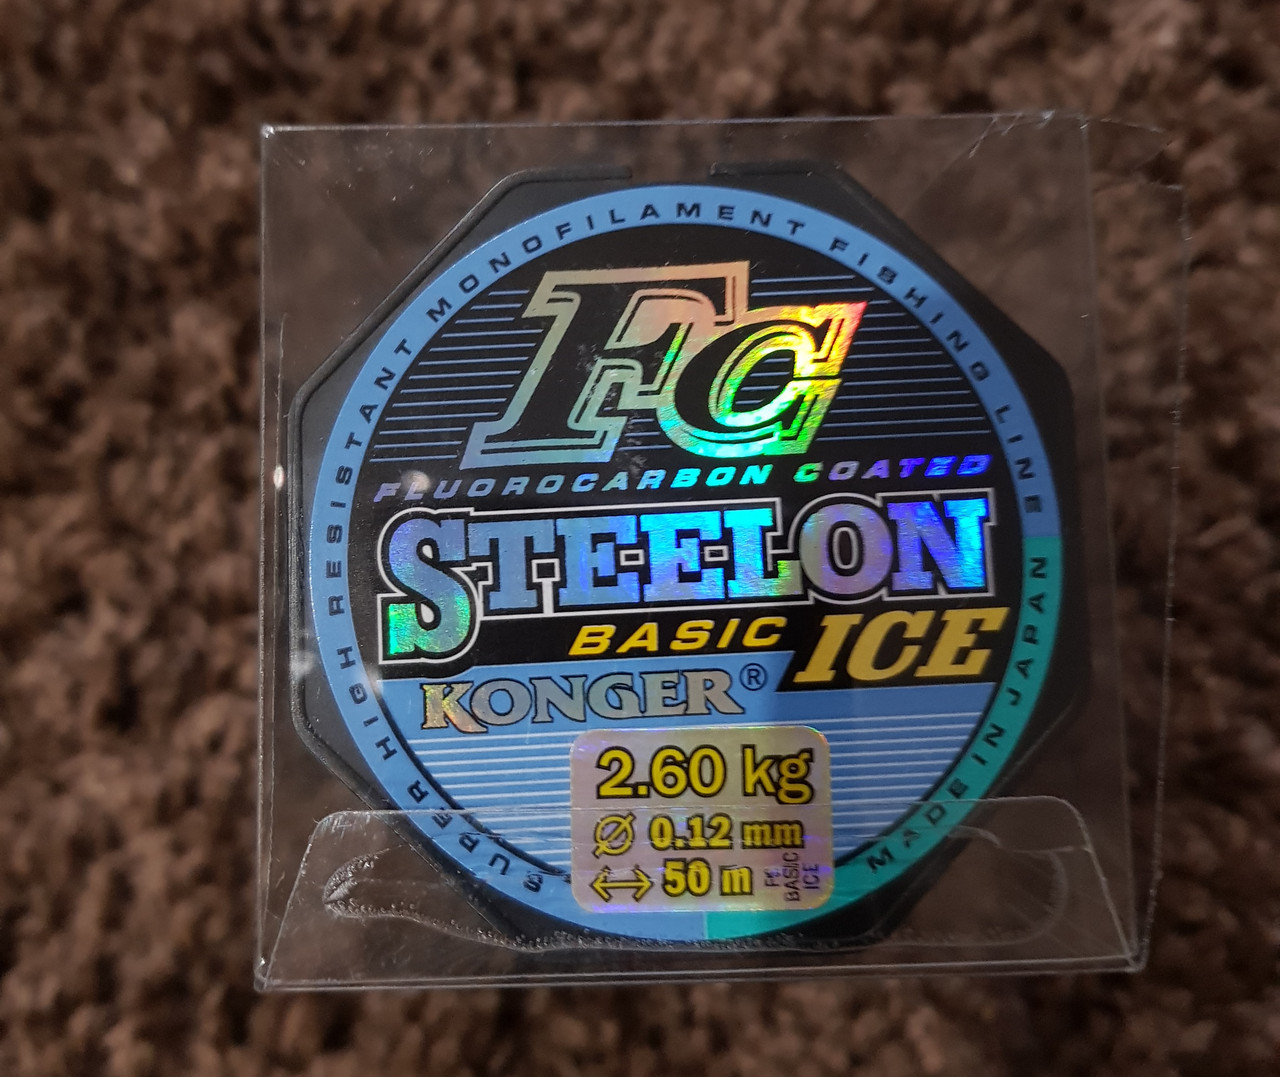 SUPER HIGH RESISTANT MONOFILAMENT FISHING LINE
Fc
FLUOROCARBON COATED
STEELON
BASIC ICE
KONGER®
2.60 kg
Ø 0.12 mm
↔ 50 m
FC BASIC ICE
MADE IN JAPAN